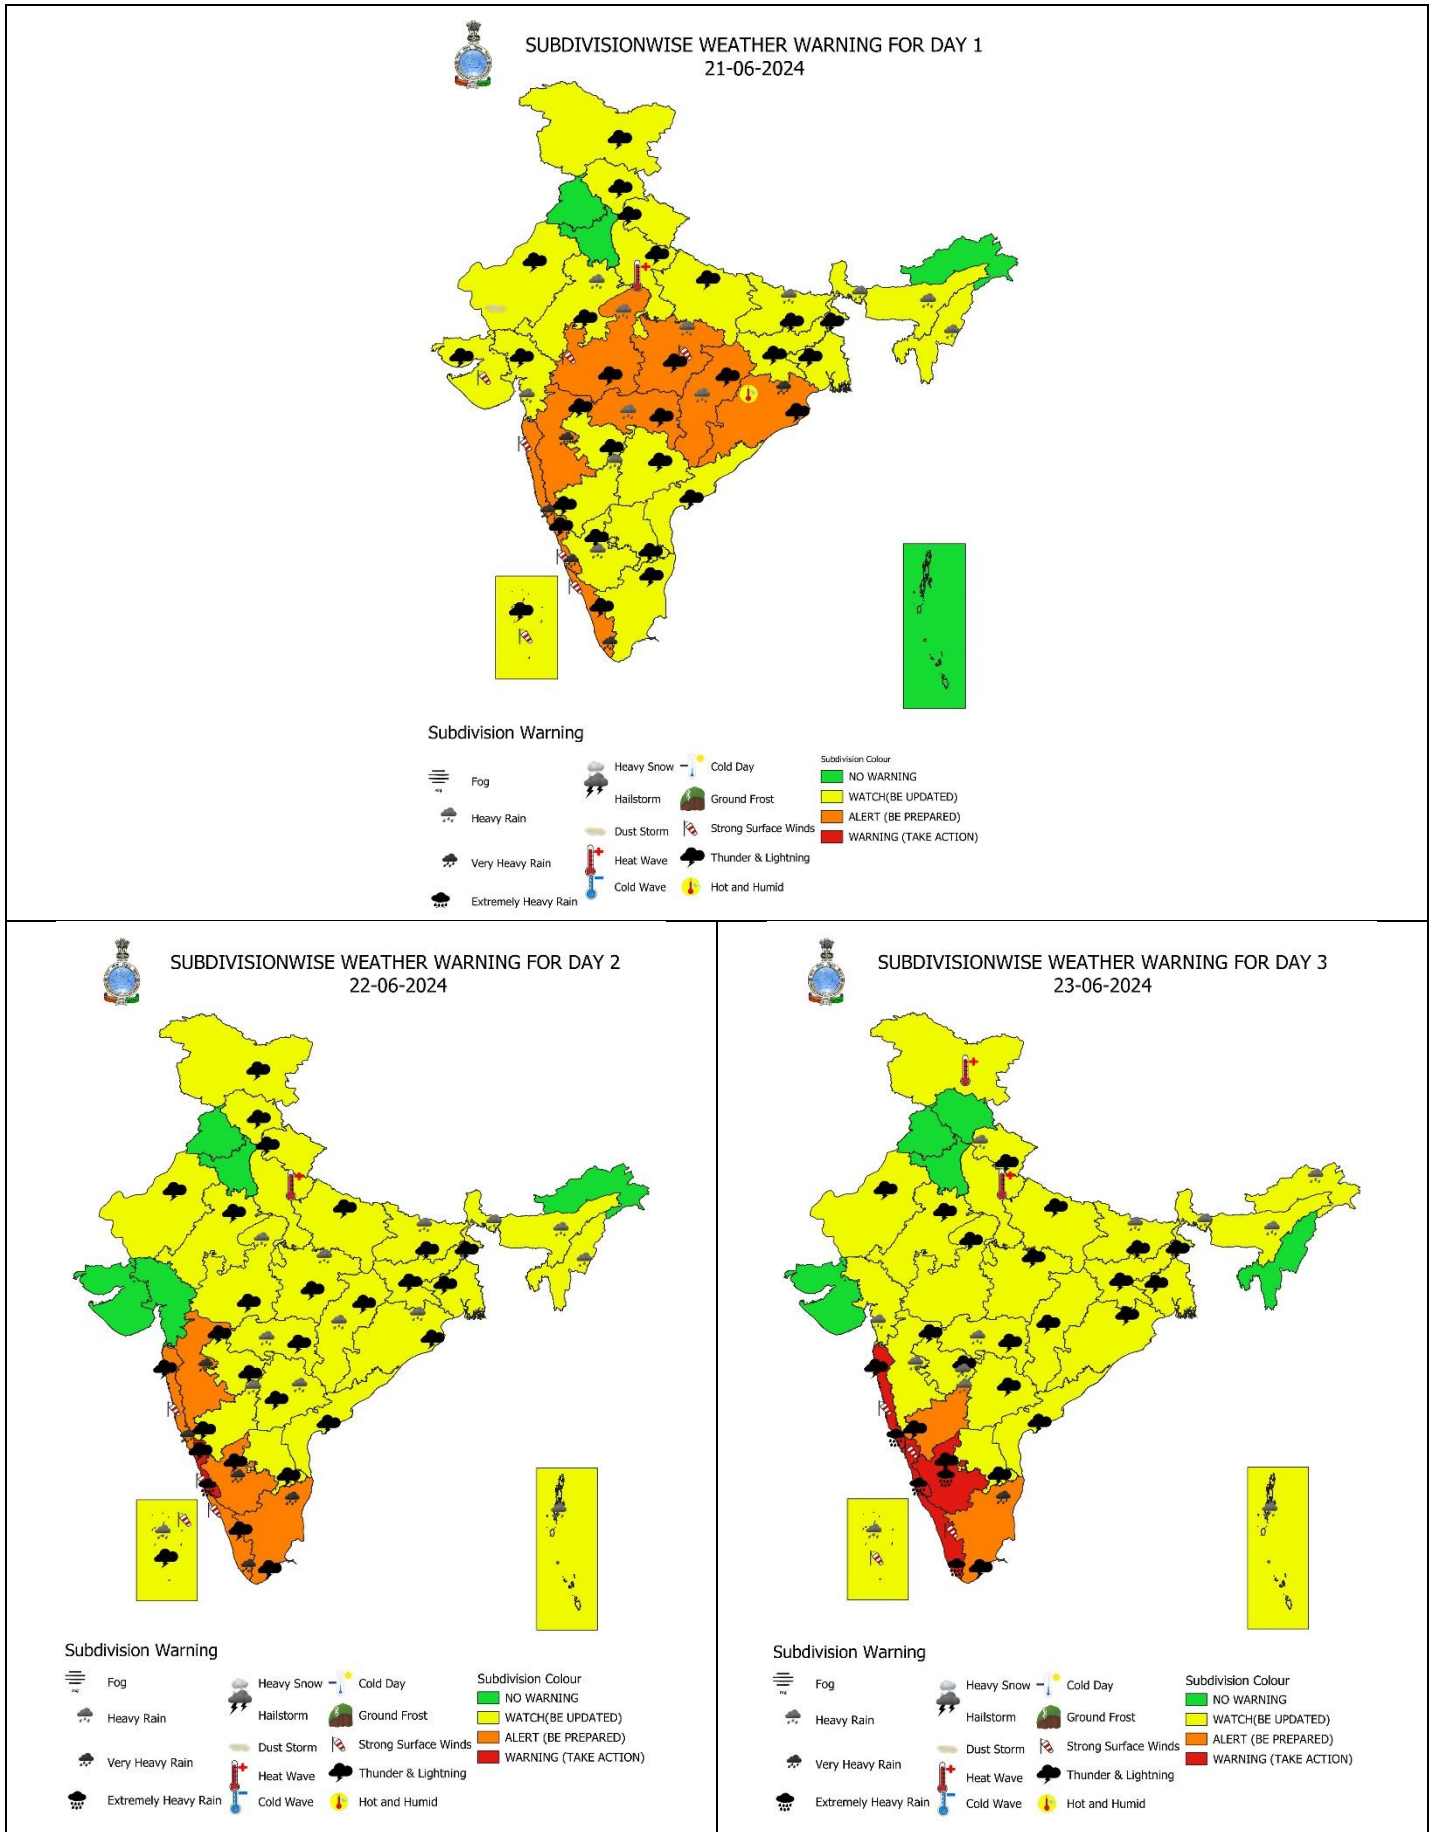 SUBDIVISIONWISE WEATHER WARNING FOR DAY 1
21-06-2024
Subdivision Warning
Fog
Heavy Rain
Very Heavy Rain
Extremely Heavy Rain
Heavy Snow
Hailstorm
Dust Storm
Heat Wave
Cold Wave
Cold Day
Ground Frost
Strong Surface Winds
Thunder & Lightning
Hot and Humid
Subdivision Colour
NO WARNING
WATCH(BE UPDATED)
ALERT (BE PREPARED)
WARNING (TAKE ACTION)
SUBDIVISIONWISE WEATHER WARNING FOR DAY 2
22-06-2024
Subdivision Warning
Fog
Heavy Rain
Very Heavy Rain
Extremely Heavy Rain
Heavy Snow
Hailstorm
Dust Storm
Heat Wave
Cold Wave
Cold Day
Ground Frost
Strong Surface Winds
Thunder & Lightning
Hot and Humid
Subdivision Colour
NO WARNING
WATCH(BE UPDATED)
ALERT (BE PREPARED)
WARNING (TAKE ACTION)
SUBDIVISIONWISE WEATHER WARNING FOR DAY 3
23-06-2024
Subdivision Warning
Fog
Heavy Rain
Very Heavy Rain
Extremely Heavy Rain
Heavy Snow
Hailstorm
Dust Storm
Heat Wave
Cold Wave
Cold Day
Ground Frost
Strong Surface Winds
Thunder & Lightning
Hot and Humid
Subdivision Colour
NO WARNING
WATCH(BE UPDATED)
ALERT (BE PREPARED)
WARNING (TAKE ACTION)